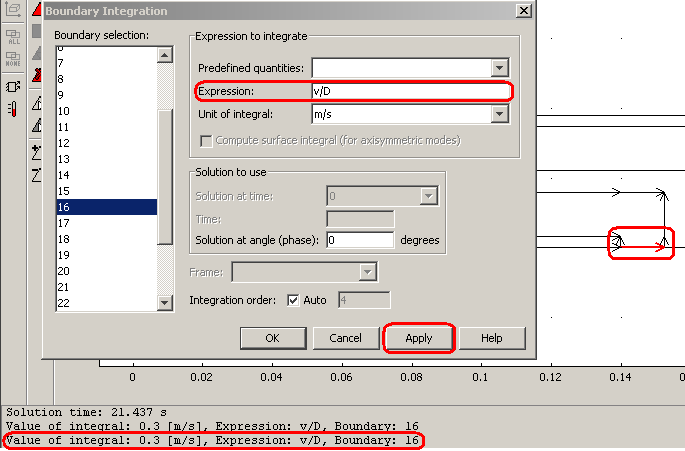 Boundary Integration
Boundary selection:
6
7
8
9
10
11
12
13
14
15
16
17
18
19
20
21
22
Expression to integrate
Predefined quantities:
Expression: v/D
Unit of integral: m/s
Compute surface integral (for axisymmetric modes)
Solution to use
Solution at time: 0
Time:
Solution at angle (phase): 0 degrees
Frame:
Integration order: Auto 4
OK Cancel Apply Help
ALL
NONE
0 0.02 0.04 0.06 0.08 0.1 0.12 0.14 0.16
Solution time: 21.437 s
Value of integral: 0.3 [m/s], Expression: v/D, Boundary: 16
Value of integral: 0.3 [m/s], Expression: v/D, Boundary: 16